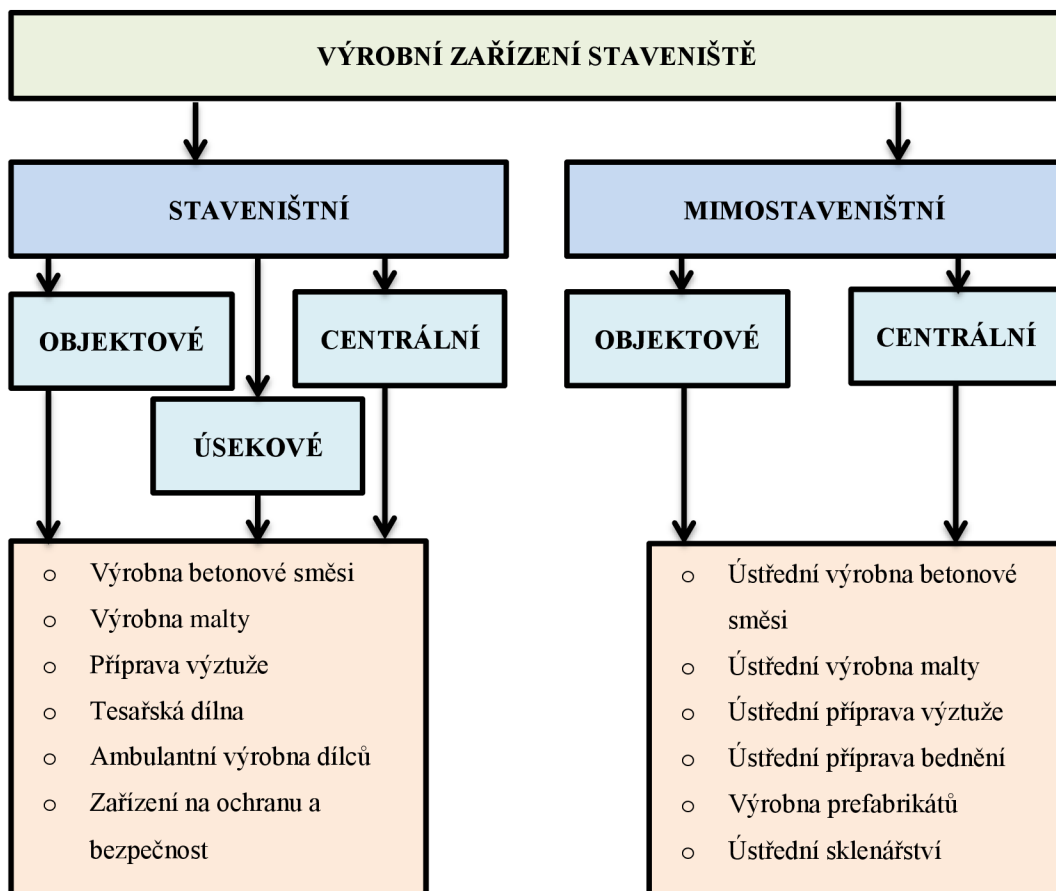 VÝROBNÍ ZAŘÍZENÍ STAVENIŠTĚ
STAVENIŠTNÍ
MIMOSTAVENIŠTNÍ
OBJEKTOVÉ
CENTRÁLNÍ
ÚSEKOVÉ
OBJEKTOVÉ
CENTRÁLNÍ
o Výrobna betonové směsi
o Výrobna malty
o Příprava výztuže
o Tesařská dílna
o Ambulantní výrobna dílců
o Zařízení na ochranu a
bezpečnost
o Ústřední výrobna betonové
směsi
o Ústřední výrobna malty
o Ústřední příprava výztuže
o Ústřední příprava bednění
o Výrobna prefabrikátů
o Ústřední sklenářství